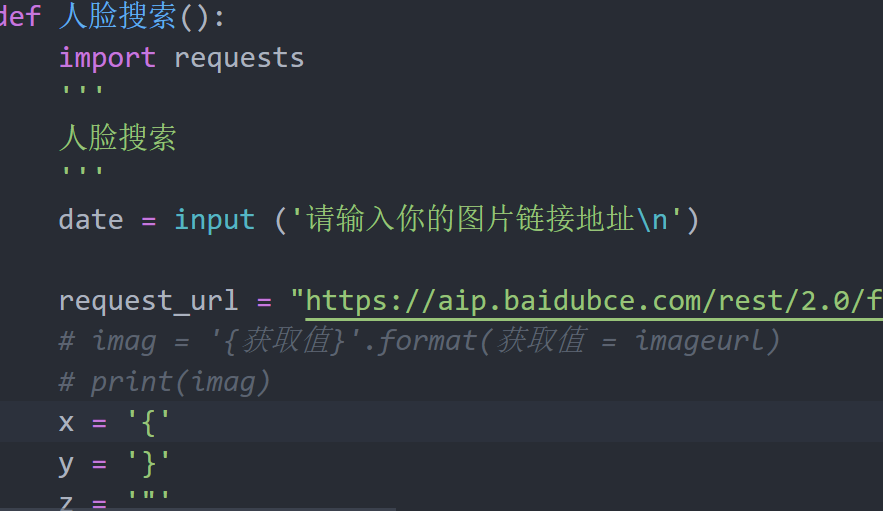 def 人脸搜索():
    import requests
    '''
    人脸搜索
    '''
    date = input ('请输入你的图片链接地址\n')
    request_url = "https://aip.baidubce.com/rest/2.0/f
    # imag = '{获取值}'.format(获取值 = imageurl)
    # print(imag)
    x = '{'
    y = '}'
    z = '"'